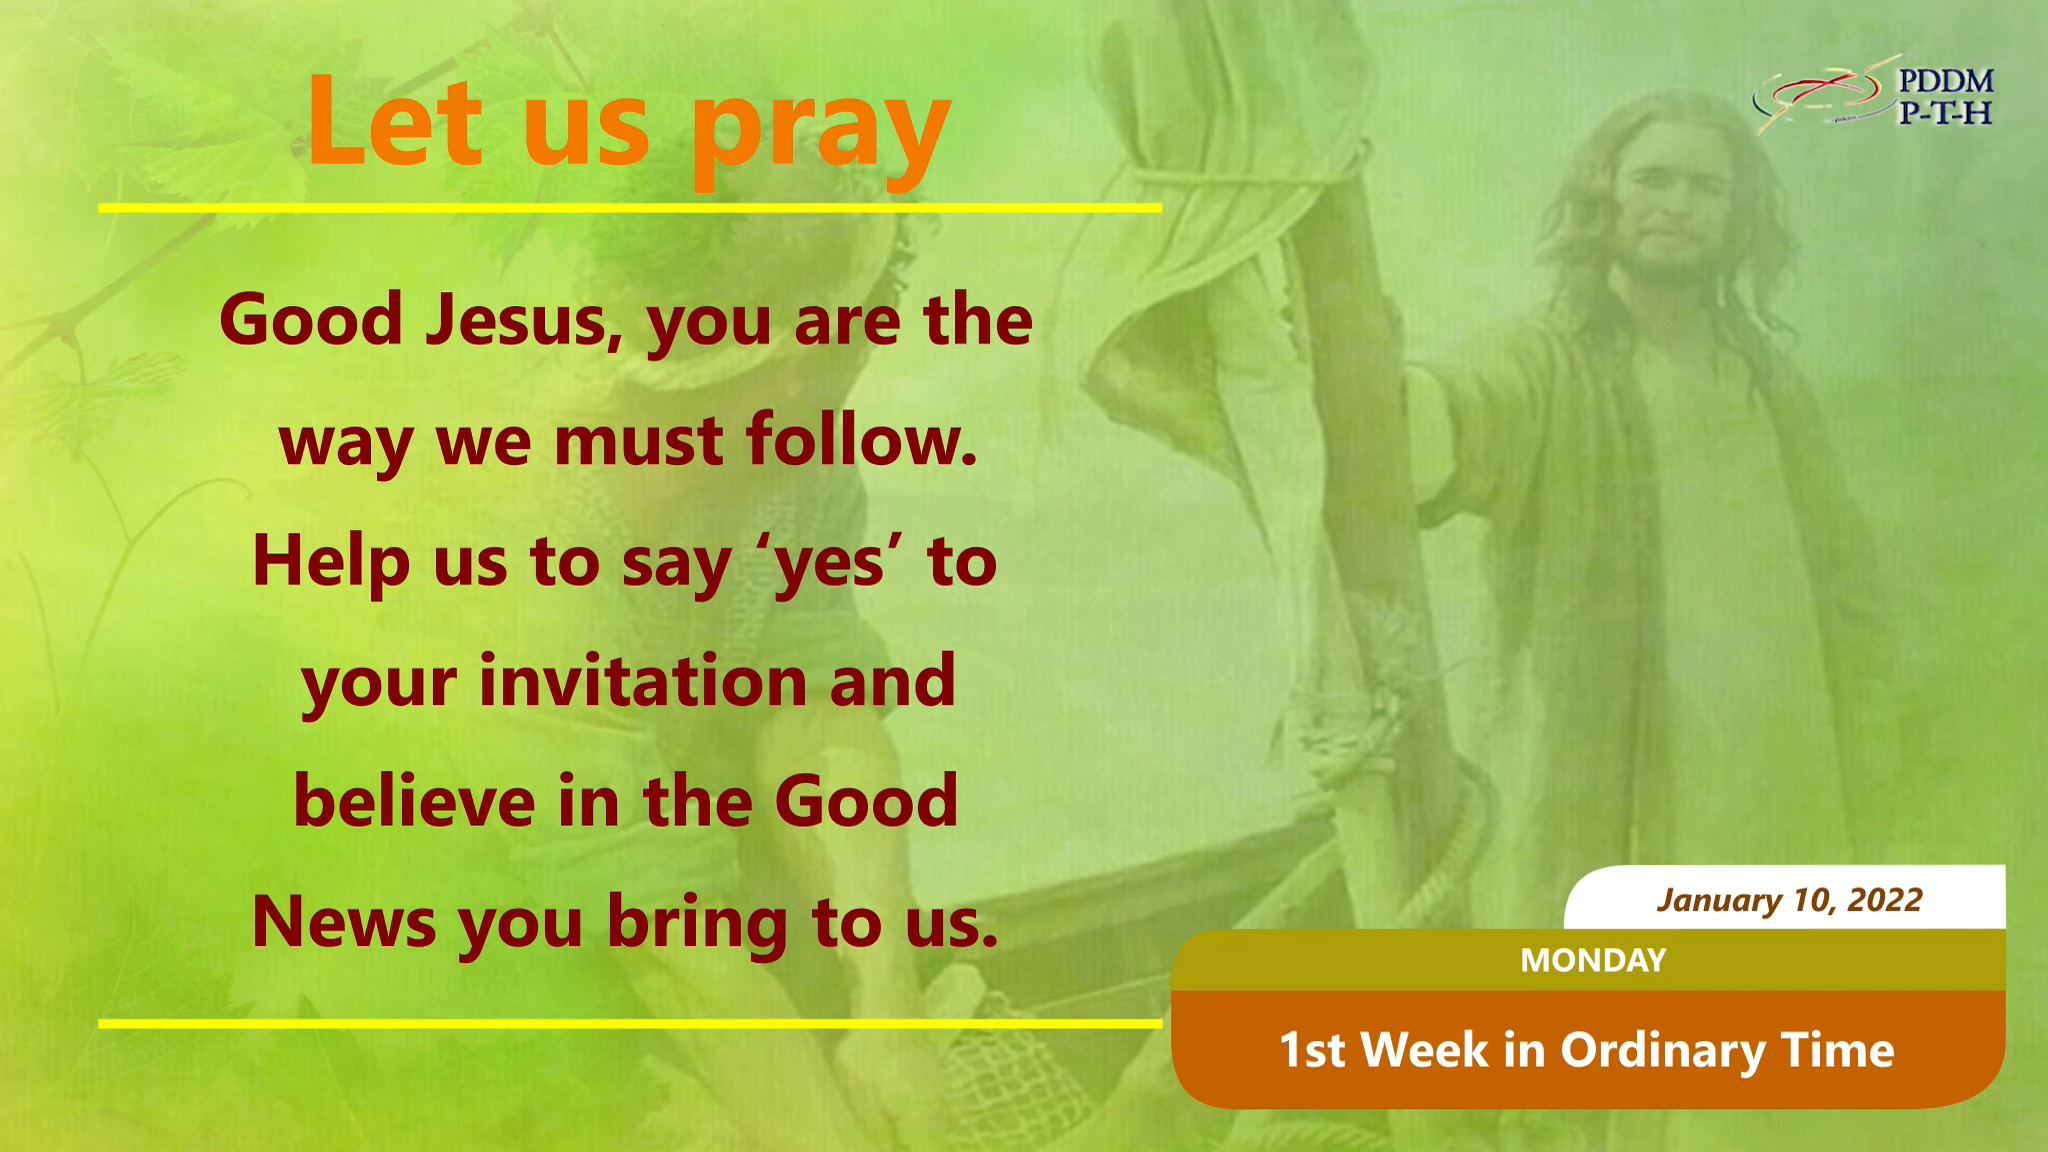 Let us pray
PDDM
P-T-H
Good Jesus, you are the
way we must follow.
Help us to say ‘yes’ to
your invitation and
believe in the Good
News you bring to us.
January 10, 2022
MONDAY
1st Week in Ordinary Time